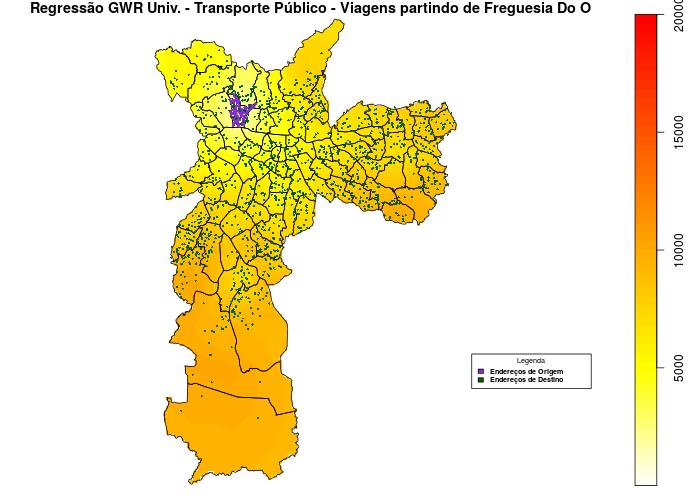 Regressão GWR Univ. - Transporte Público - Viagens partindo de Freguesia Do O
20000
15000
10000
5000
Legenda
Endereços de Origem
Endereços de Destino